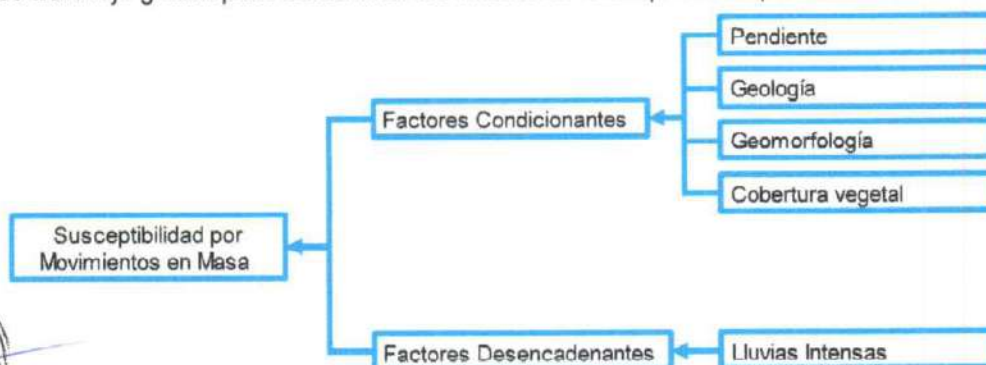 Pendiente
Geología
Factores Condicionantes
Geomorfología
Cobertura vegetal
Susceptibilidad por
Movimientos en Masa
Factores Desencadenantes
Lluvias Intensas